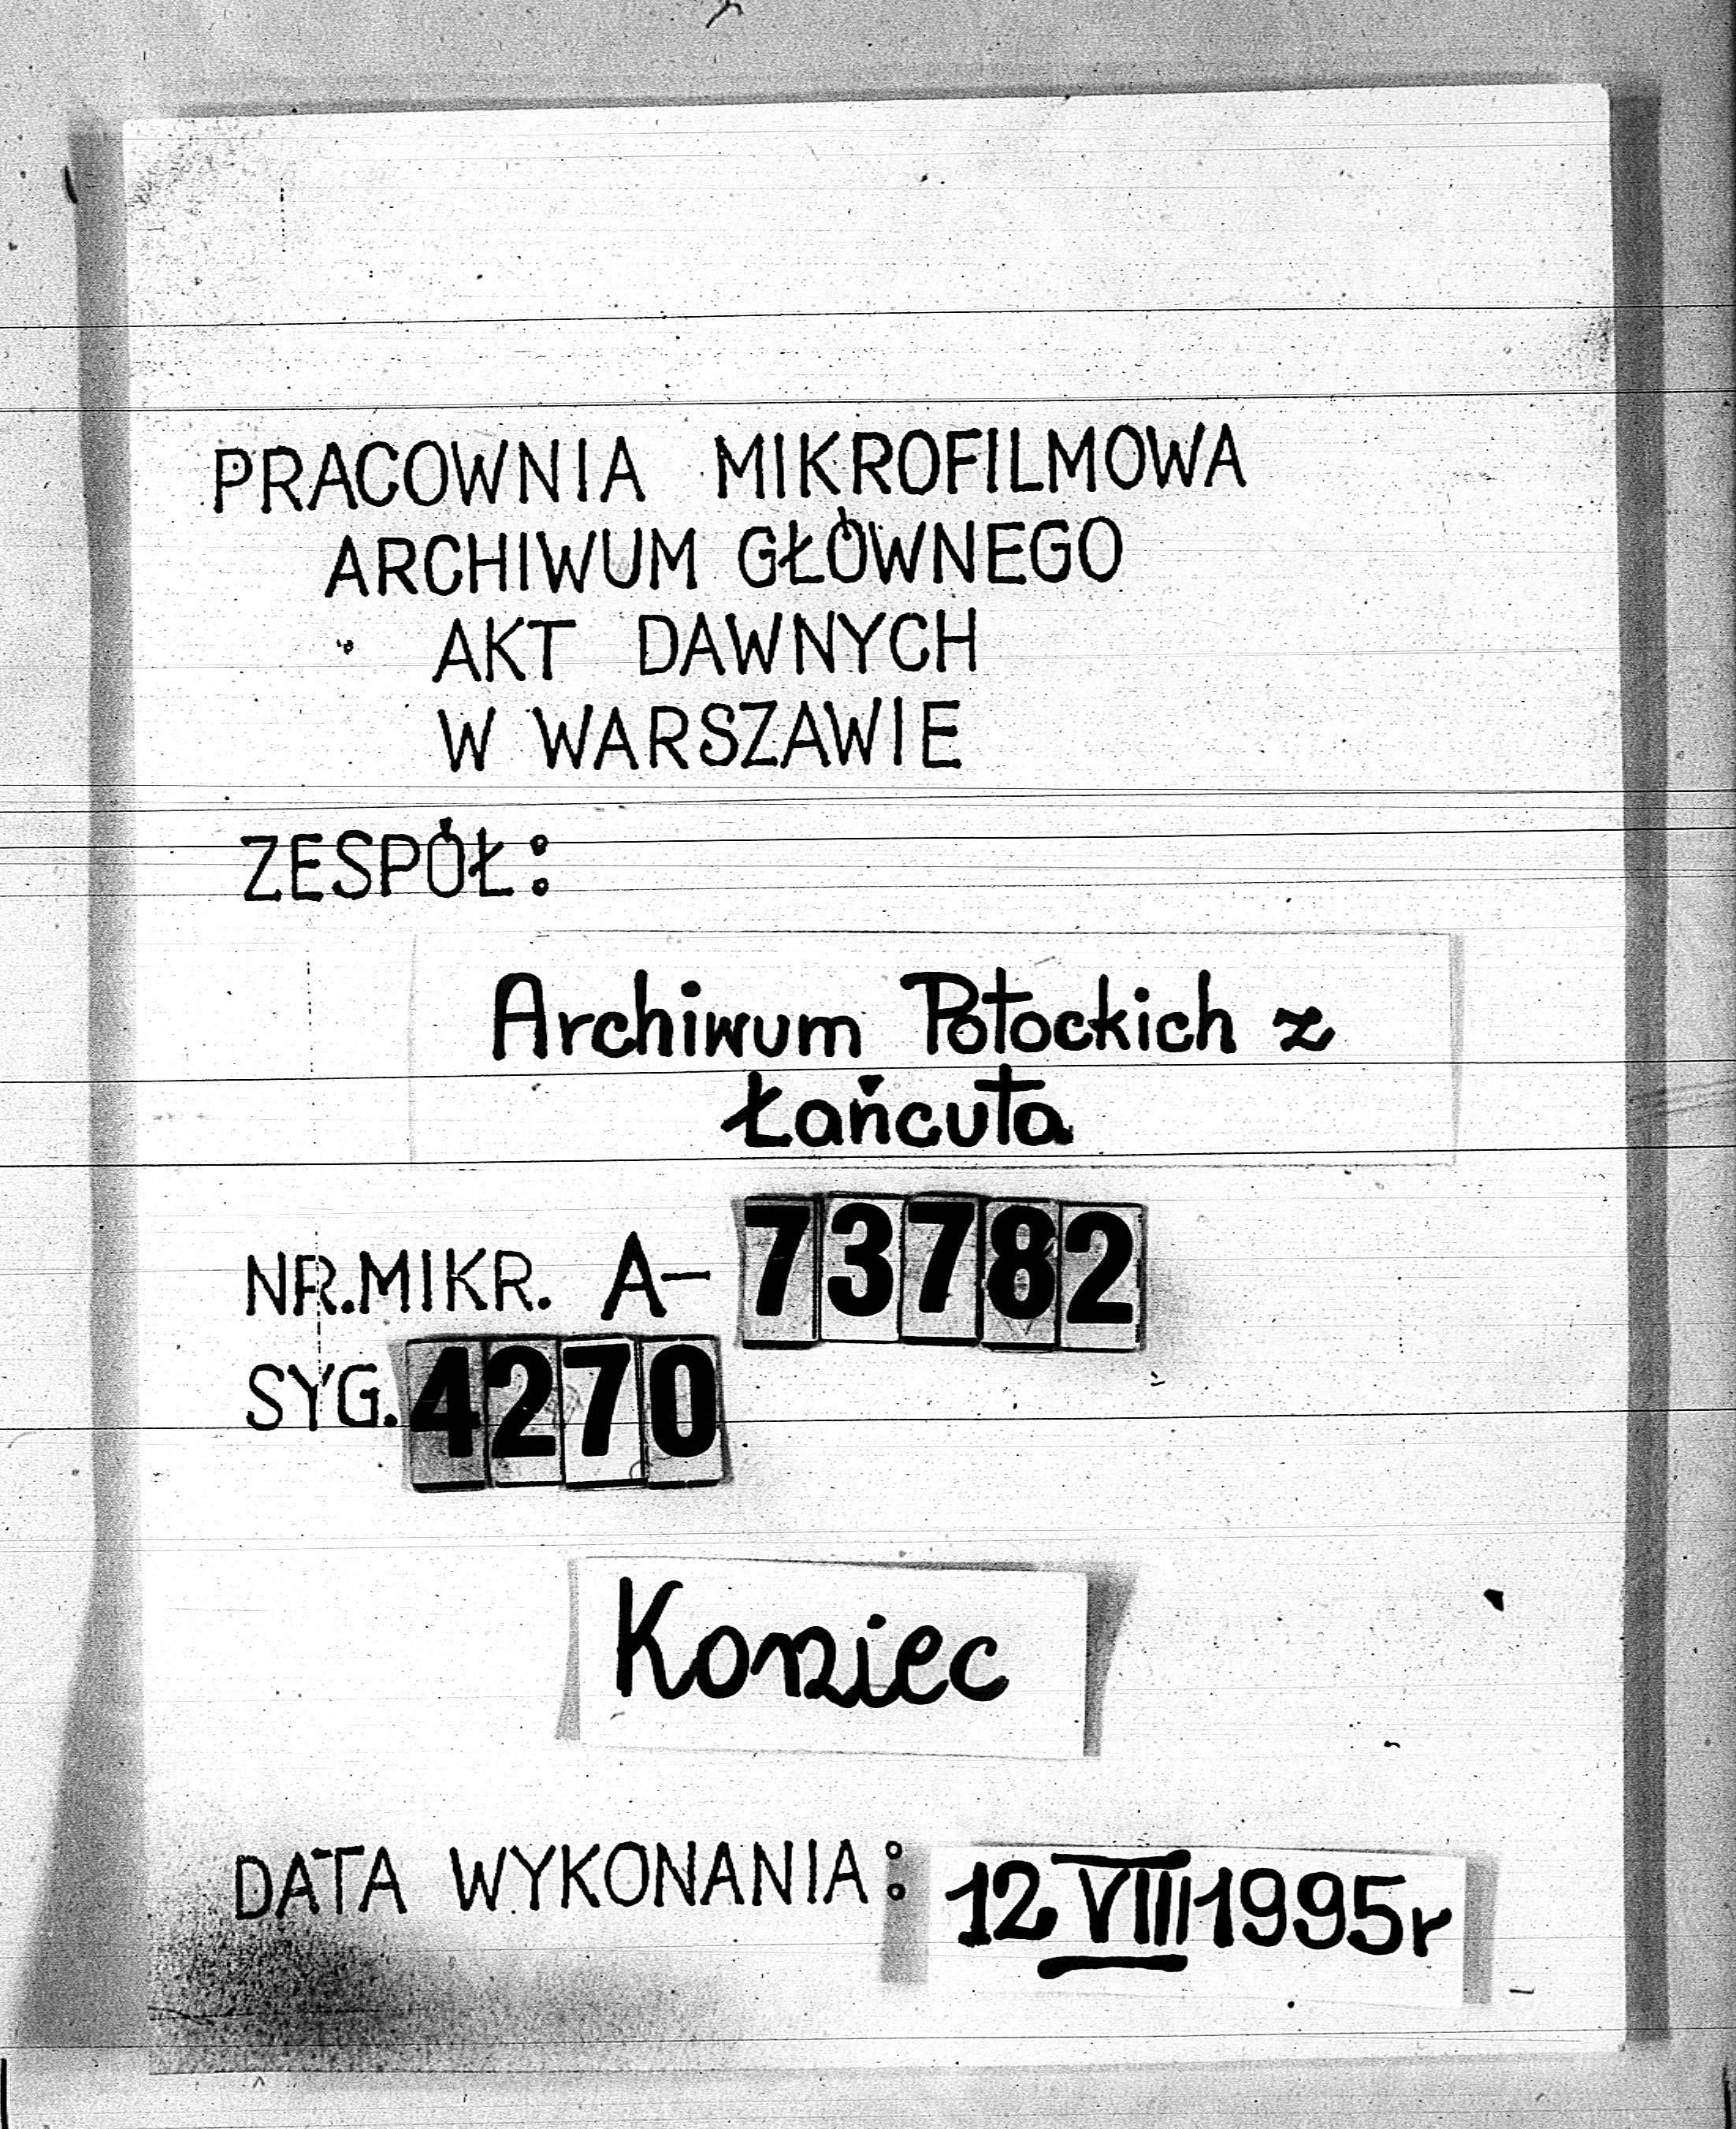 PRACOWNIA MIKROFILMOWA
ARCHIWUM GŁÓWNEGO
AKT DAWNYCH
W WARSZAWIE
ZESPÓŁ:
Archiwum Potockich z
Łańcuta
NR.MIKR. A- 73782
SYG. 4270
Koniec
DATA WYKONANIA: 12 VIII 1995r